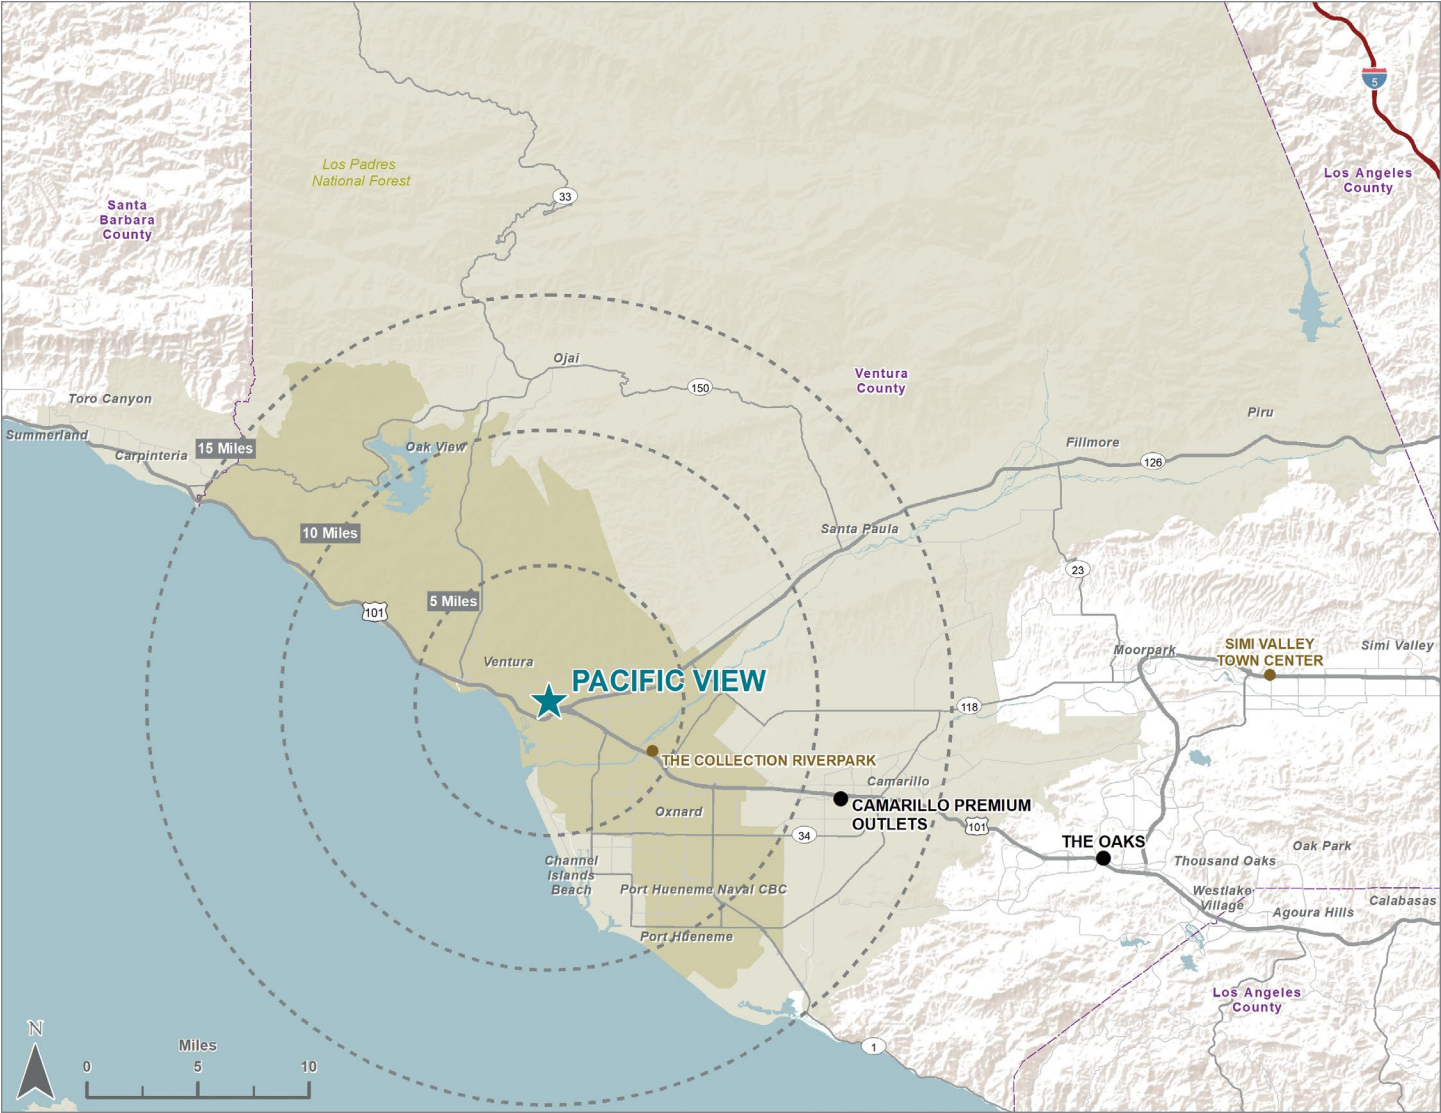 5
Los Padres
National Forest
Los Angeles
County
33
Santa
Barbara
County
Ojai
150
Ventura
County
Toro Canyon
Piru
Summerland
Carpinteria
15 Miles
Oak View
Fillmore
126
10 Miles
Santa Paula
23
5 Miles
101
Ventura
PACIFIC VIEW
Moorpark
SIMI VALLEY
TOWN CENTER
Simi Valley
118
THE COLLECTION RIVERPARK
Camarillo
CAMARILLO PREMIUM
OUTLETS
Oxnard
34
101
THE OAKS
Oak Park
Channel
Islands
Beach
Port Hueneme Naval CBC
Thousand Oaks
Westlake
Village
Calabasas
Agoura Hills
Port Hueneme
Los Angeles
County
1
N
Miles
0
5
10